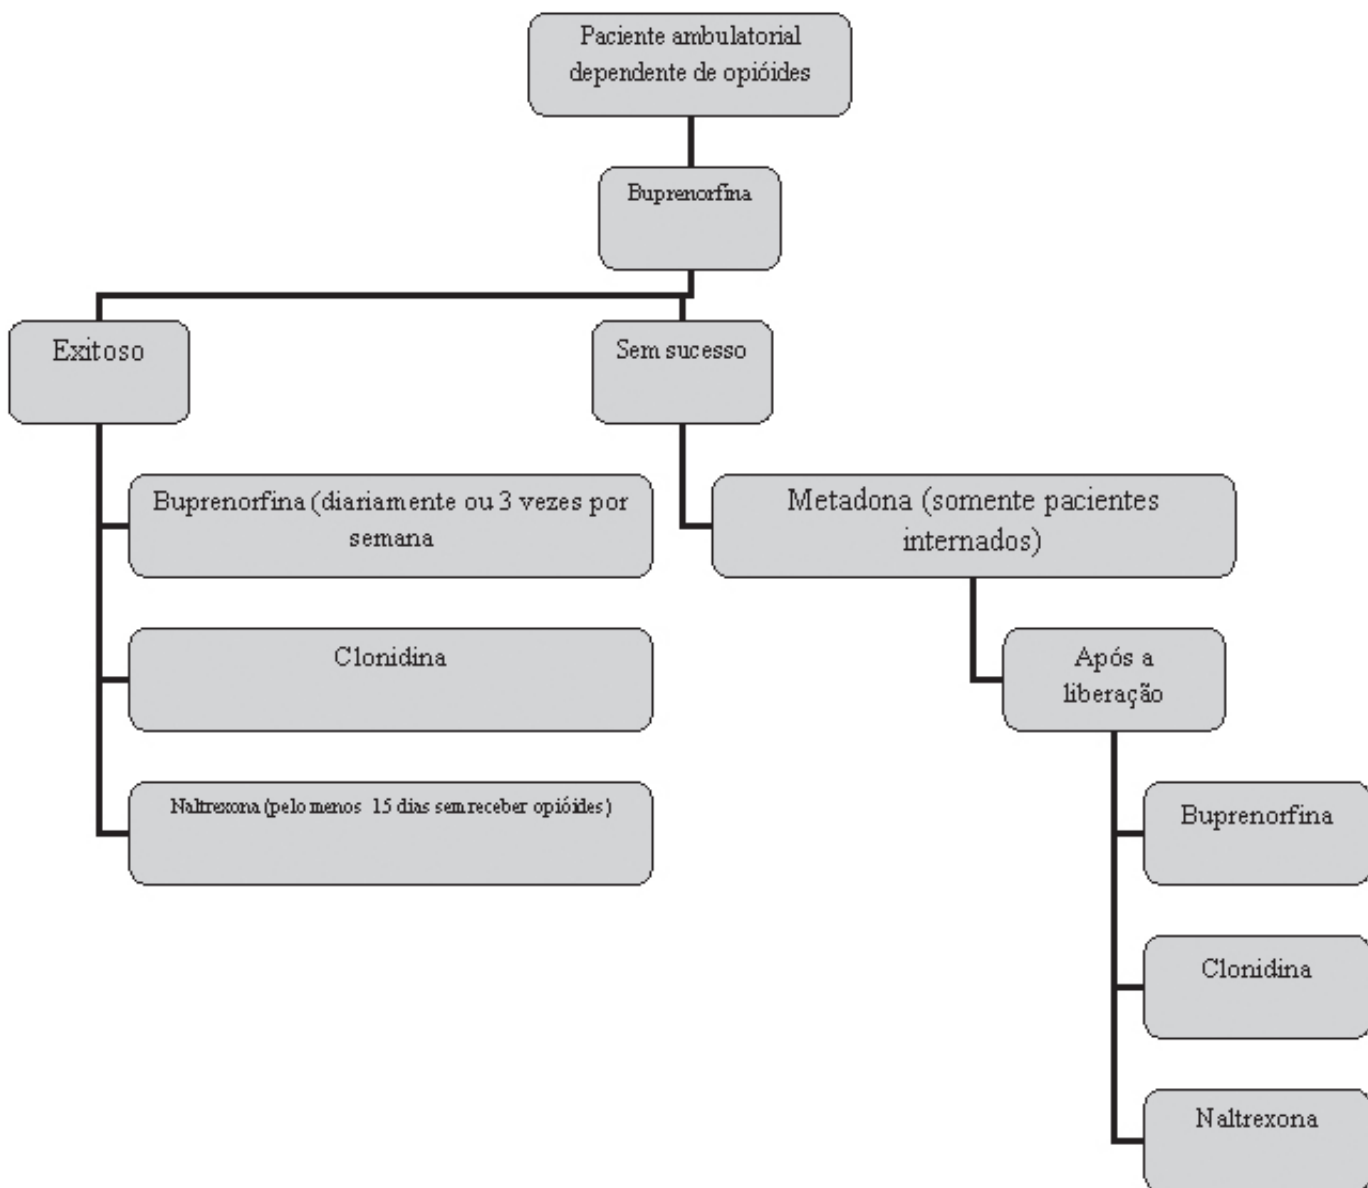 Paciente ambulatorial
dependente de opióides
Buprenorfina
Exitoso
Sem sucesso
Buprenorfina (diariamente ou 3 vezes por
semana
Clonidina
Naltrexona (pelo menos 15 dias sem receber opióides)
Metadona (somente pacientes
internados)
Após a
liberação
Buprenorfina
Clonidina
Naltrexona